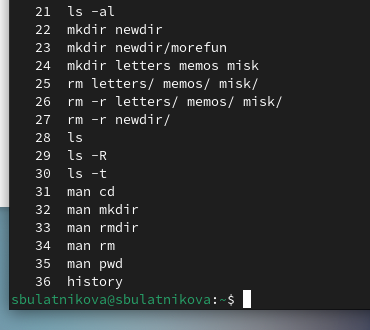 21 ls -al
22 mkdir newdir
23 mkdir newdir/morefun
24 mkdir letters memos misk
25 rm letters/ memos/ misk/
26 rm -r letters/ memos/ misk/
27 rm -r newdir/
28 ls
29 ls -R
30 ls -t
31 man cd
32 man mkdir
33 man rmdir
34 man rm
35 man pwd
36 history
sbulatnikova@sbulatnikova:~$